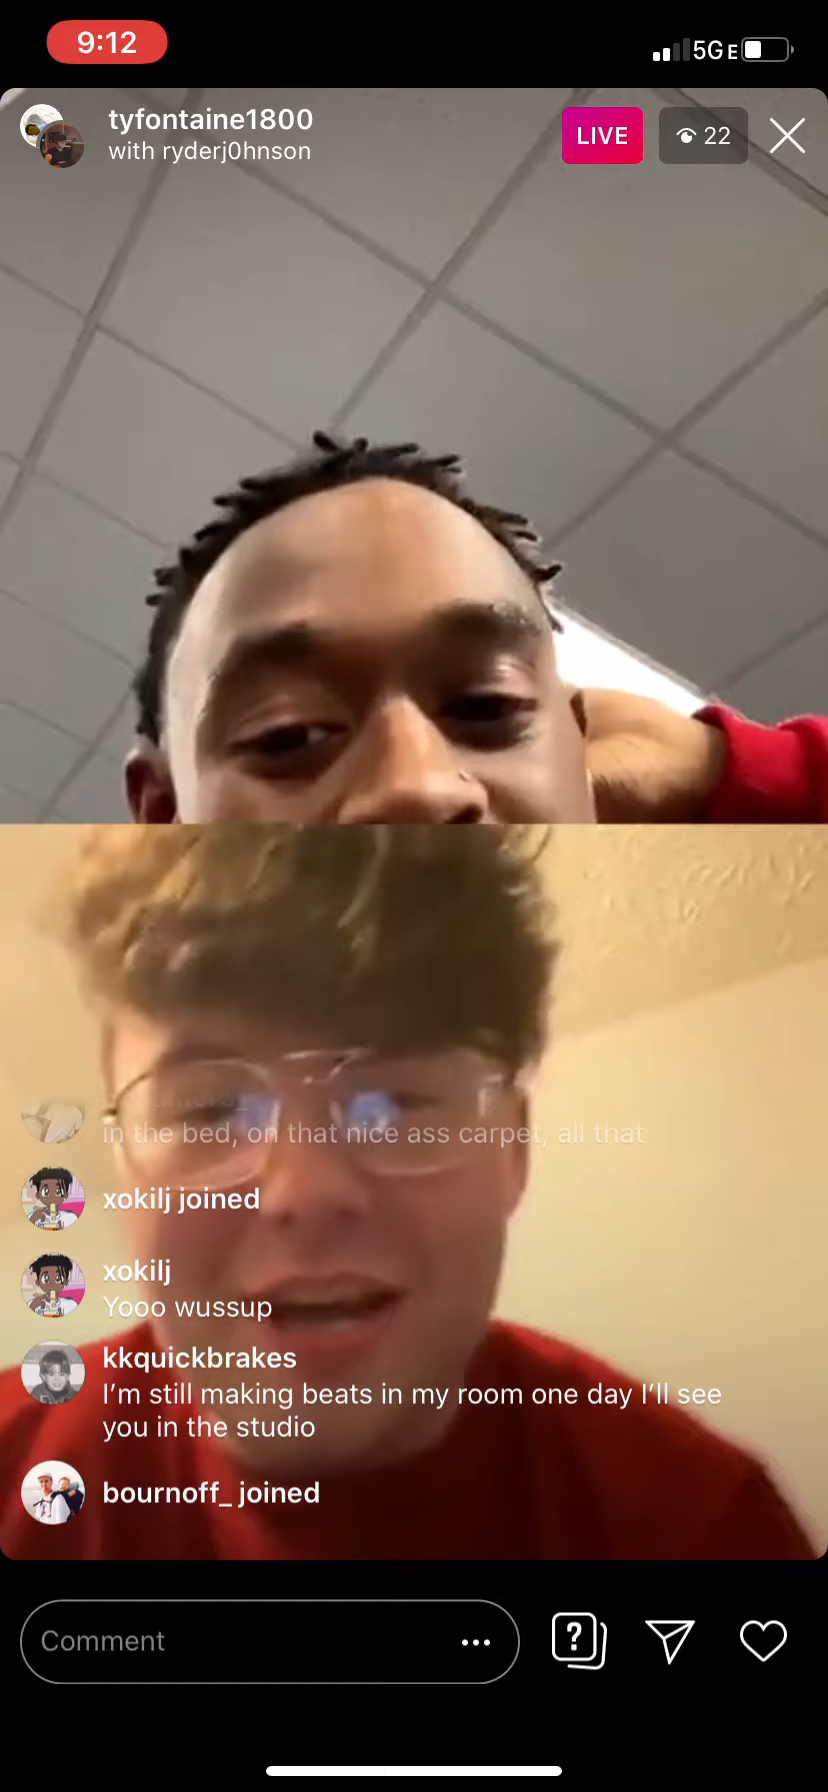 9:12
5GE
tyfontaine1800
with ryderj0hnson
LIVE
22
in the bed, on that nice ass carpet, all that
xokilj joined
xokilj
Yooo wussup
kkquickbrakes
I'm still making beats in my room one day I'll see
you in the studio
bournoff_ joined
Comment